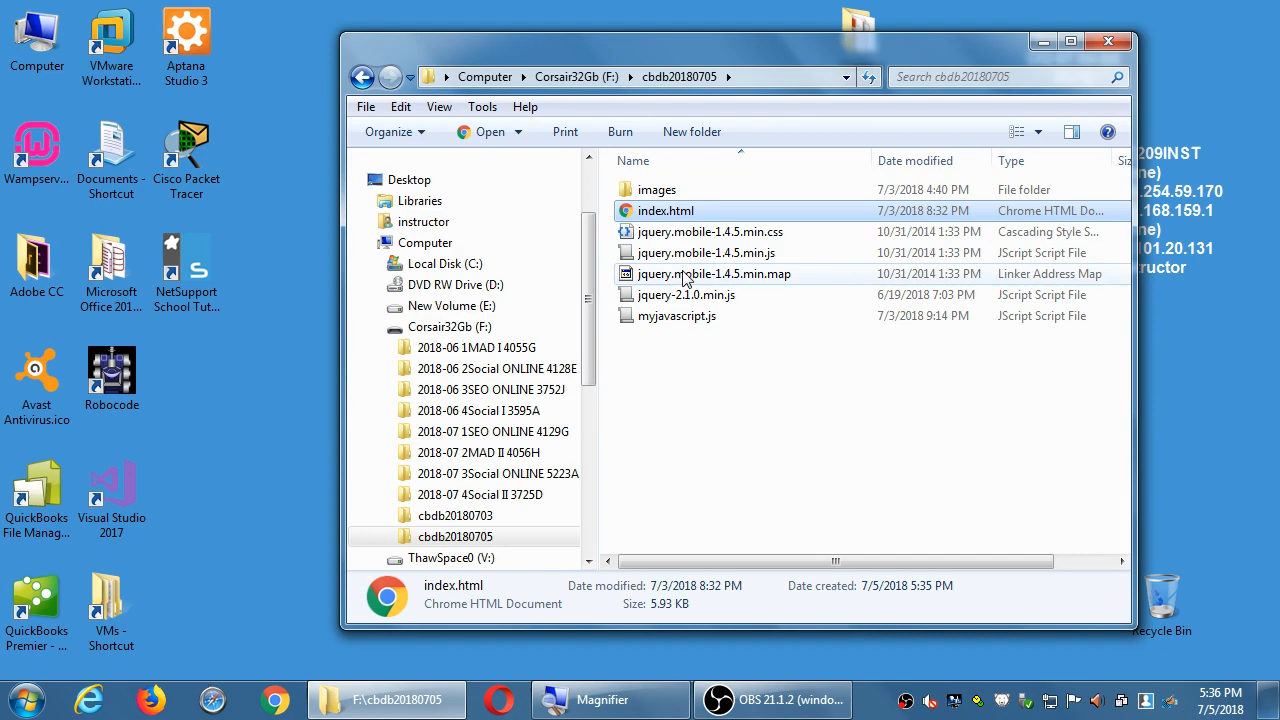 Computer
VMware
Workstati...
Aptana
Studio 3
Wampserv...
Documents -
Shortcut
Cisco Packet
Tracer
Adobe CC
Microsoft
Office 201...
NetSupport
School Tut...
Avast
Antivirus.ico
Robocode
QuickBooks
File Manag...
Visual Studio
2017
QuickBooks
Premier - ...
VMs -
Shortcut
Computer
Corsair32Gb (F:)
cbdb20180705
Search cbdb20180705
File Edit View Tools Help
Organize Open Print Burn New folder
Name Date modified Type Siz
Desktop
Libraries
instructor
Computer
Local Disk (C:)
DVD RW Drive (D:)
New Volume (E:)
Corsair32Gb (F:)
2018-06 1MAD I 4055G
2018-06 2Social ONLINE 4128E
2018-06 3SEO ONLINE 3752J
2018-06 4Social I 3595A
2018-07 1SEO ONLINE 4129G
2018-07 2MAD II 4056H
2018-07 3Social ONLINE 5223A
2018-07 4Social II 3725D
cbdb20180703
cbdb20180705
ThawSpace0 (V:)
images 7/3/2018 4:40 PM File folder
index.html 7/3/2018 8:32 PM Chrome HTML Do...
jquery.mobile-1.4.5.min.css 10/31/2014 1:33 PM Cascading Style S...
jquery.mobile-1.4.5.min.js 10/31/2014 1:33 PM JScript Script File
jquery.mobile-1.4.5.min.map 10/31/2014 1:33 PM Linker Address Map
jquery-2.1.0.min.js 6/19/2018 7:03 PM JScript Script File
myjavascript.js 7/3/2018 9:14 PM JScript Script File
index.html Date modified: 7/3/2018 8:32 PM Date created: 7/5/2018 5:35 PM
Chrome HTML Document Size: 5.93 KB
209INST
ne)
.254.59.170
.168.159.1
ne)
101.20.131
tructor
Recycle Bin
F:\cbdb20180705
Magnifier
OBS 21.1.2 (windo...
5:36 PM
7/5/2018